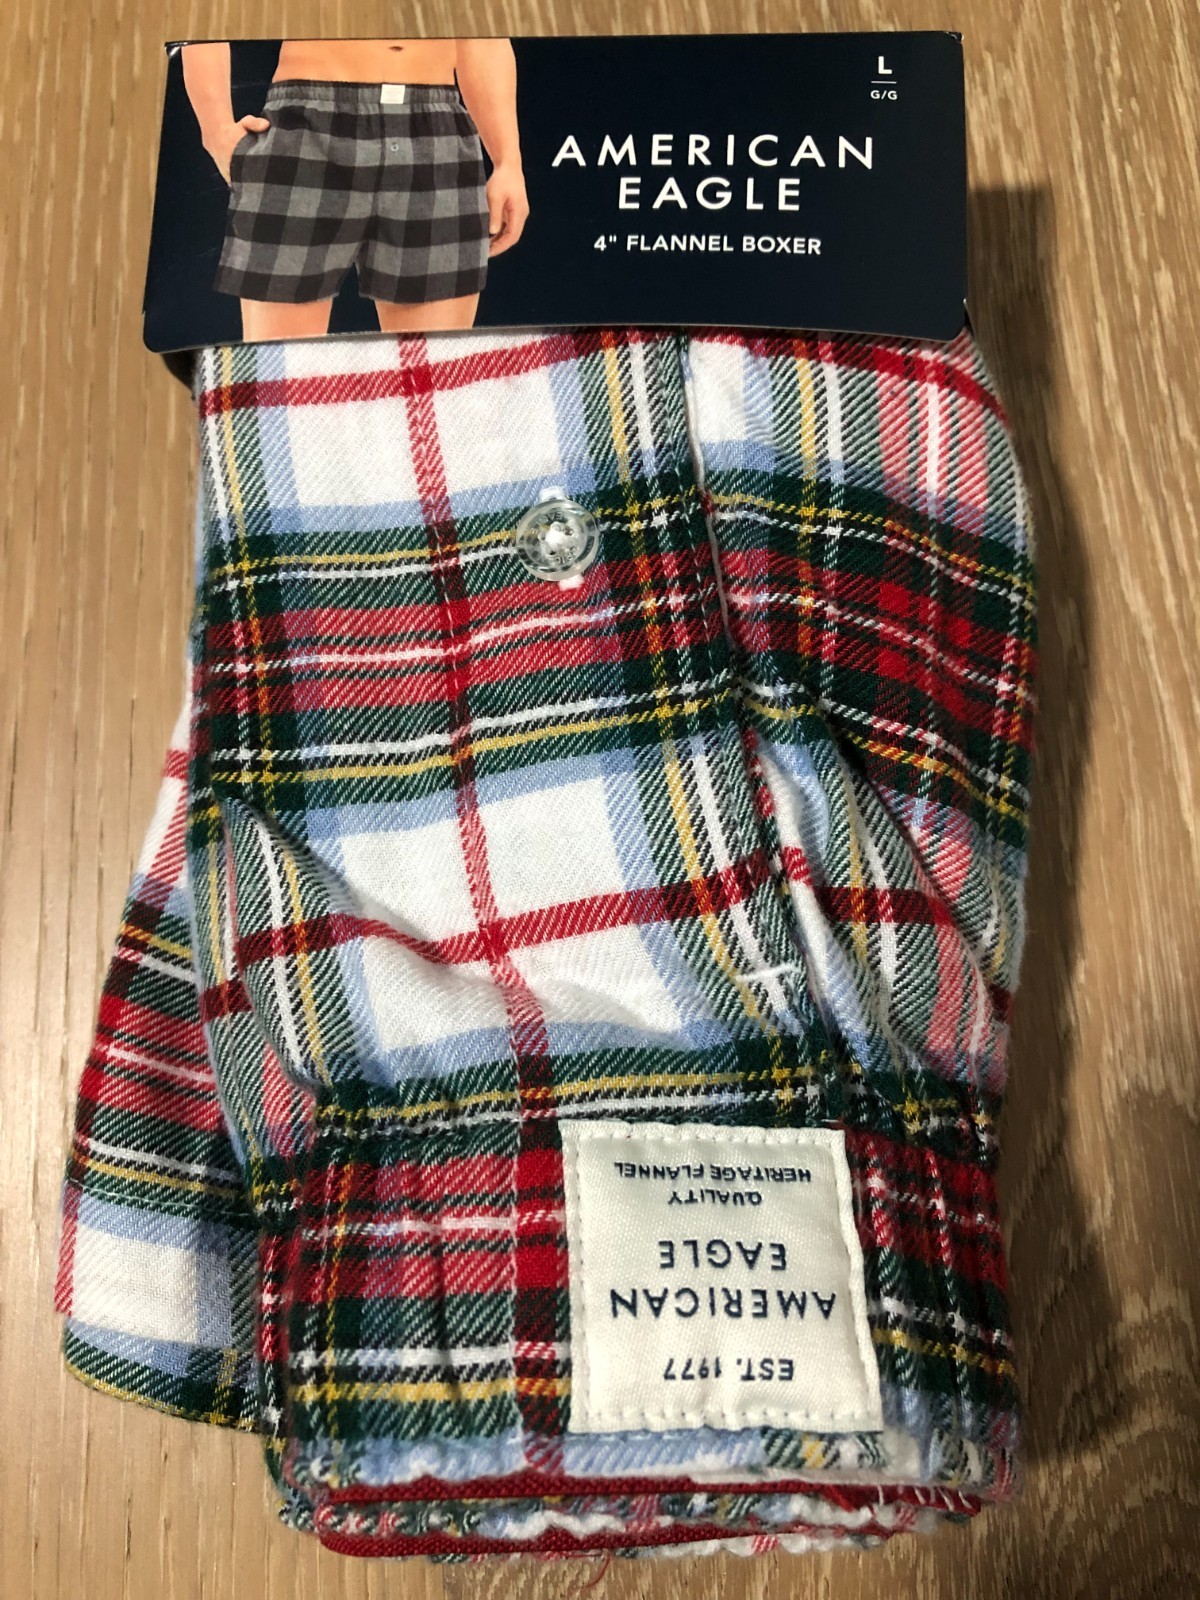 L
G/G
AMERICAN
EAGLE
4" FLANNEL BOXER
EST. 1977
AMERICAN
EAGLE
QUALITY
HERITAGE FLANNEL